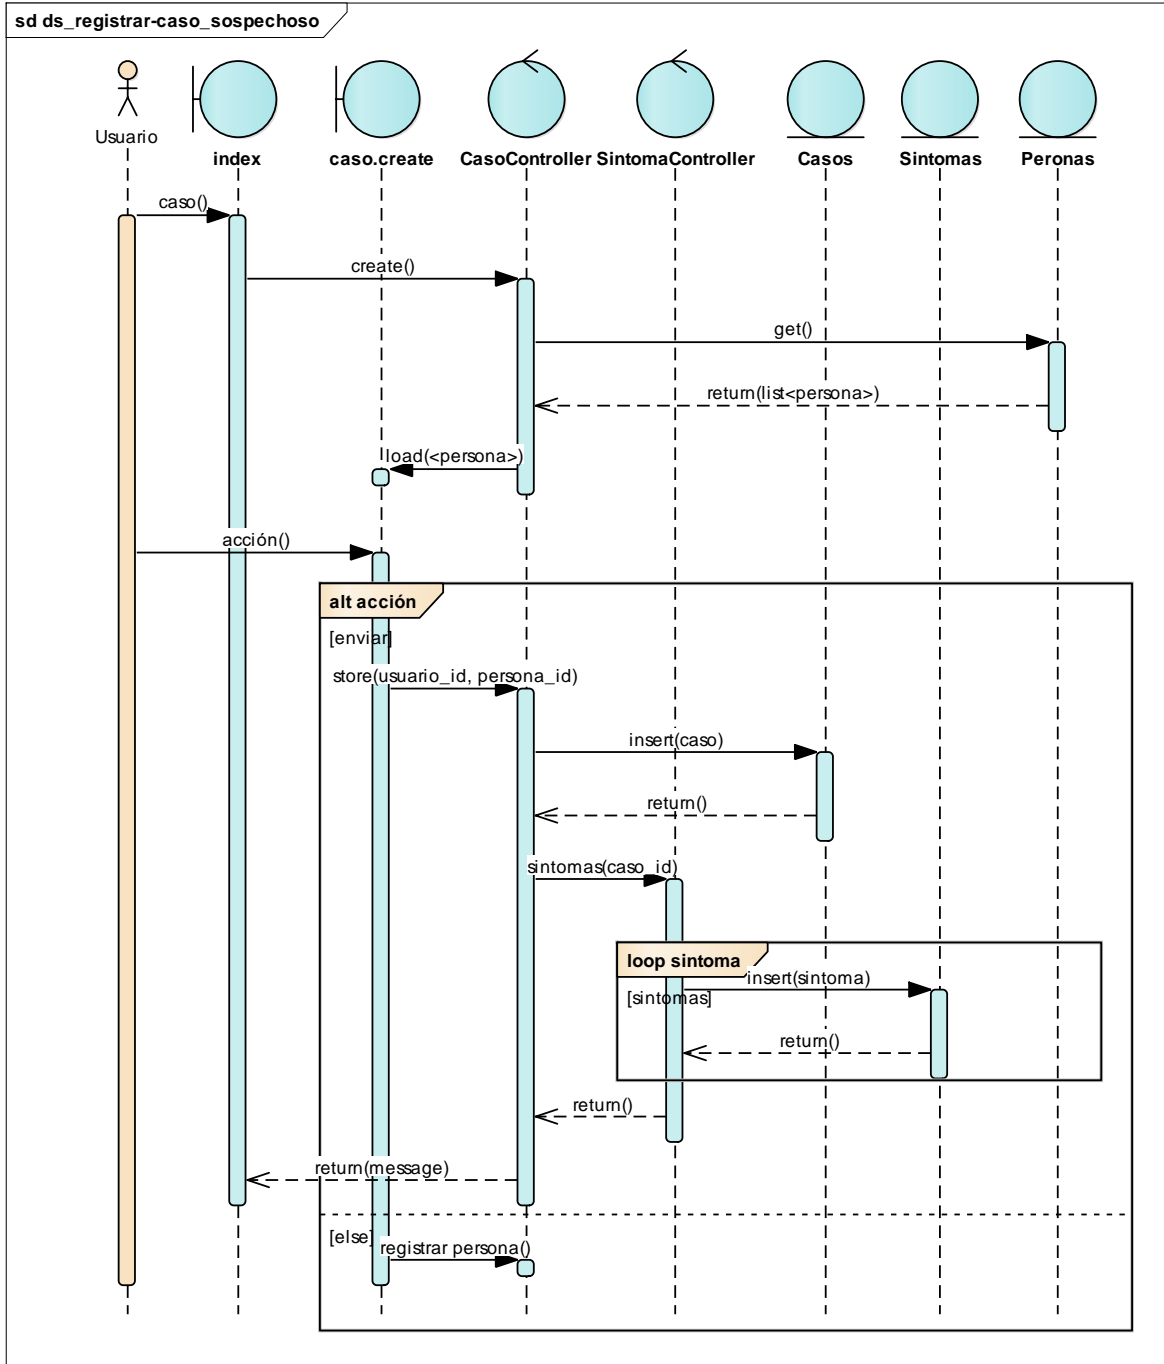 sd ds_registrar-caso_sospechoso
Usuario
index
caso.create
CasoController
SintomaController
Casos
Sintomas
Peronas
caso()
create()
get()
return(list<persona>)
load(<persona>)
acción()
alt acción
[enviar]
store(usuario_id, persona_id)
insert(caso)
return()
sintomas(caso_id)
loop sintoma
insert(sintoma)
[sintomas]
return()
return()
return(message)
[else]
registrar persona()